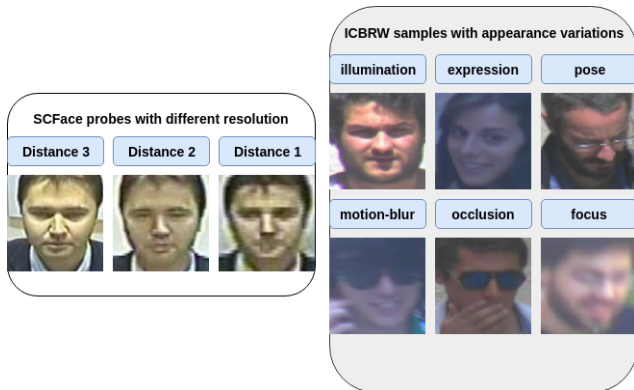 SCFace probes with different resolution
Distance 3 Distance 2 Distance 1
ICBRW samples with appearance variations
illumination expression pose
motion-blur occlusion focus